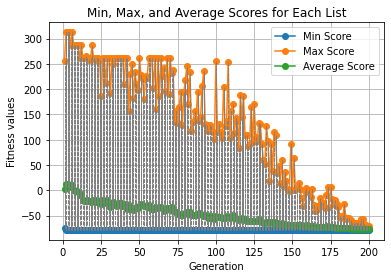 Min, Max, and Average Scores for Each List
Min Score
Max Score
Average Score
Fitness values
300
250
200
150
100
50
0
−50
0 25 50 75 100 125 150 175 200
Generation